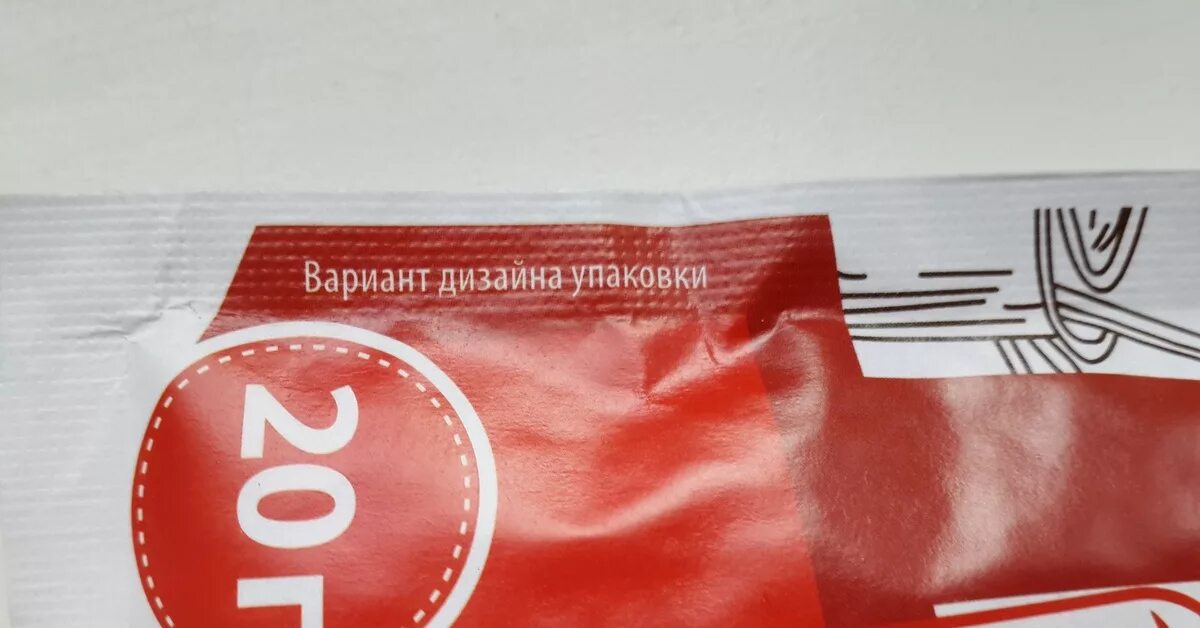 Вариант дизайна упаковки
20 Г